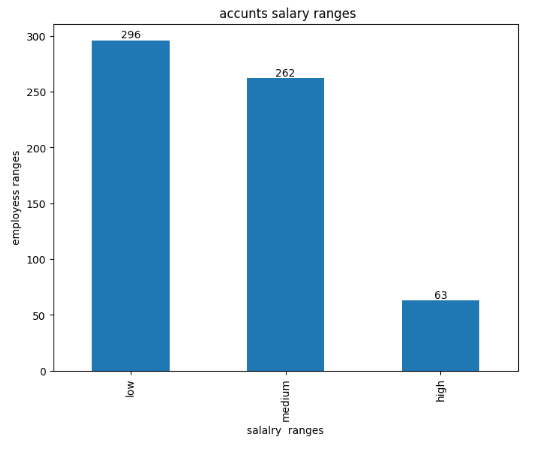 accunts salary ranges
296
262
63
300
250
200
150
100
50
0
employess ranges
low
medium
high
salalry  ranges